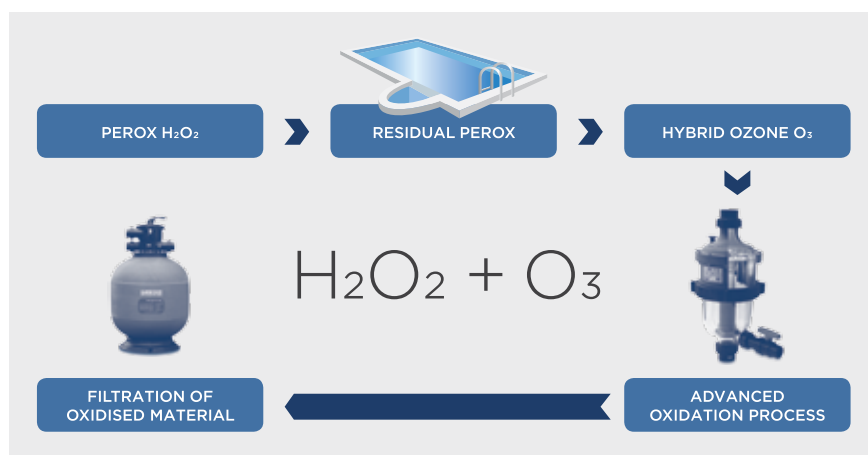 PEROX H₂O₂
RESIDUAL PEROX
HYBRID OZONE O₃
H₂O₂ + O₃
FILTRATION OF
OXIDISED MATERIAL
ADVANCED
OXIDATION PROCESS